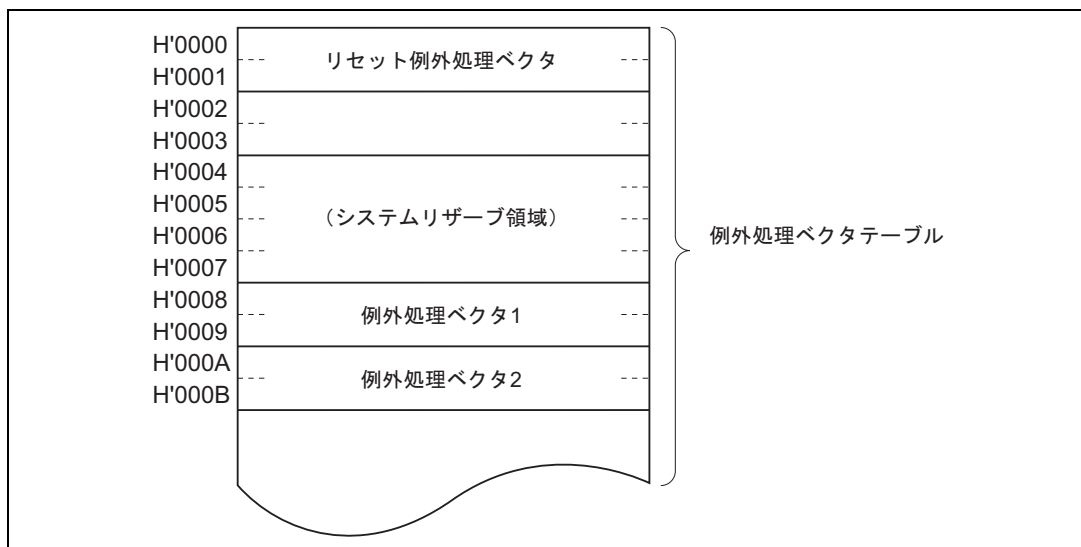 H'0000
リセット例外処理ベクタ
H'0001
H'0002
H'0003
H'0004
H'0005
（システムリザーブ領域）
H'0006
例外処理ベクタテーブル
H'0007
H'0008
例外処理ベクタ1
H'0009
H'000A
例外処理ベクタ2
H'000B